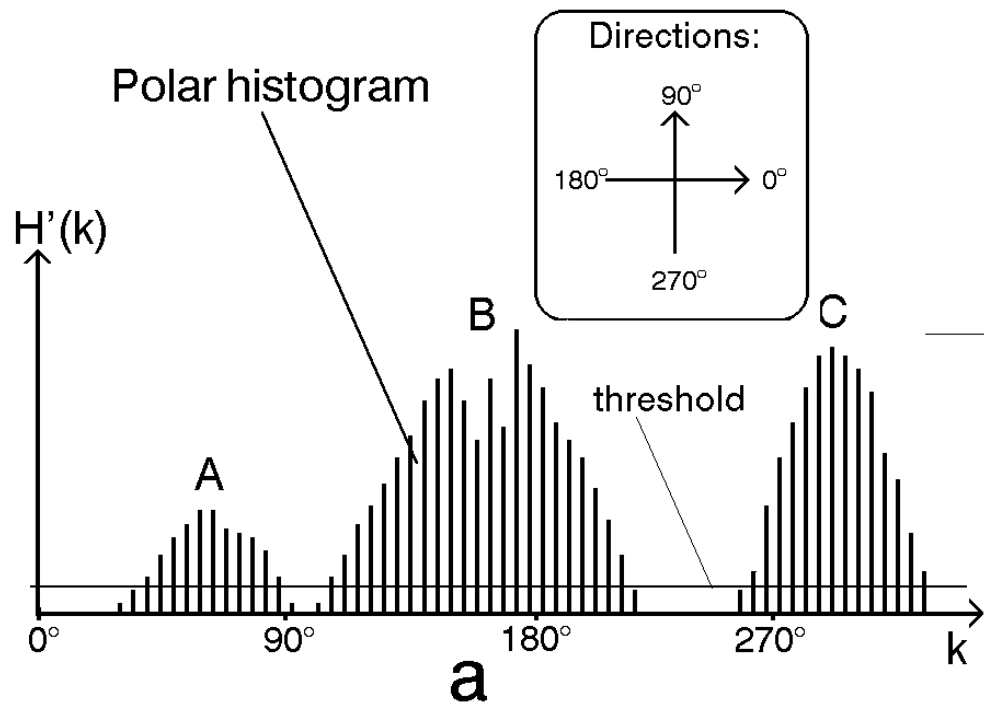 Directions:
Polar histogram
90°
180°
0°
H'(k)
270°
B
C
threshold
A
0°
90°
180°
270°
k
a